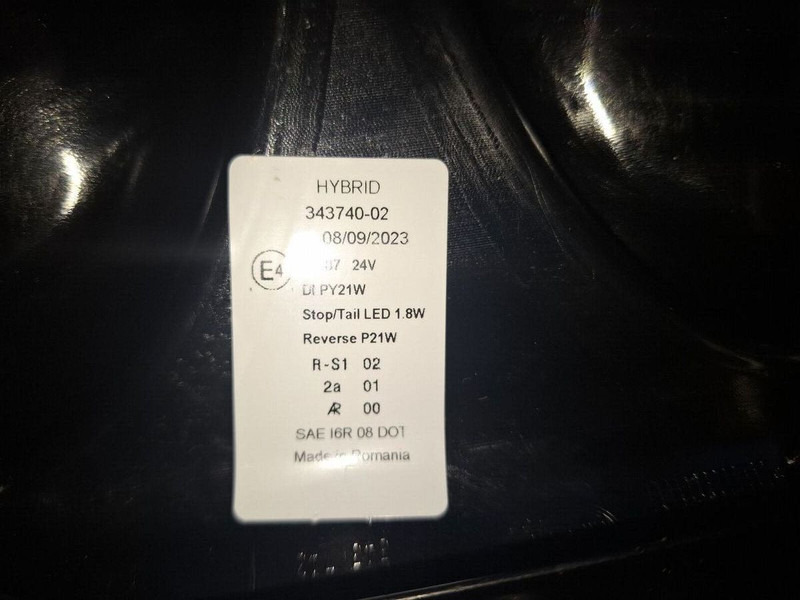 HYBRID
343740-02
08/09/2023
E4
24V
DI PY21W
Stop/Tail LED 1.8W
Reverse P21W
R-S1 02
2a 01
AR 00
SAE I6R 08 DOT
Made in Romania